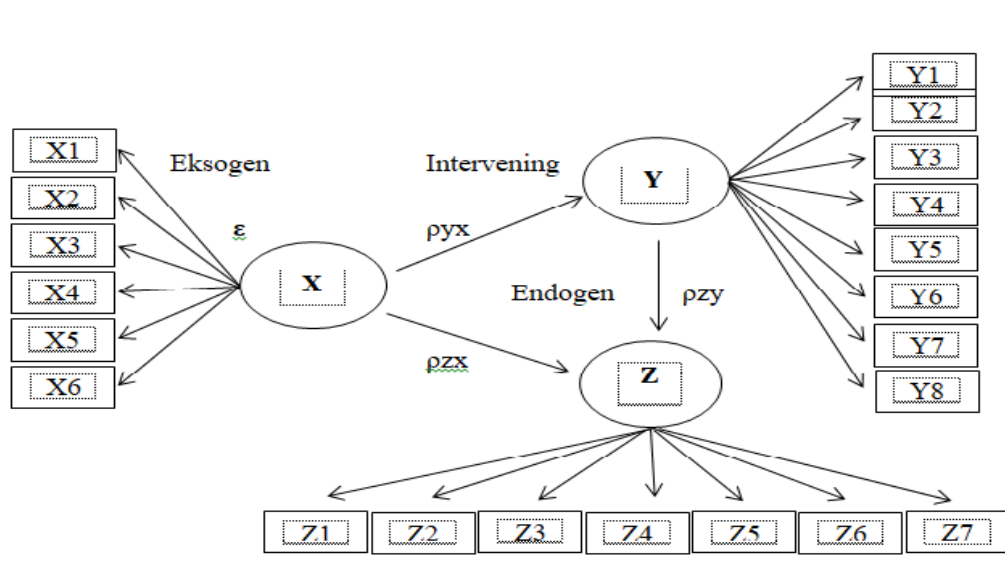 X1
X2
X3
X4
X5
X6
Eksogen
ε
X
Intervening
ρyx
ρzx
Y
Endogen
ρzy
Z
Y1
Y2
Y3
Y4
Y5
Y6
Y7
Y8
Z1
Z2
Z3
Z4
Z5
Z6
Z7